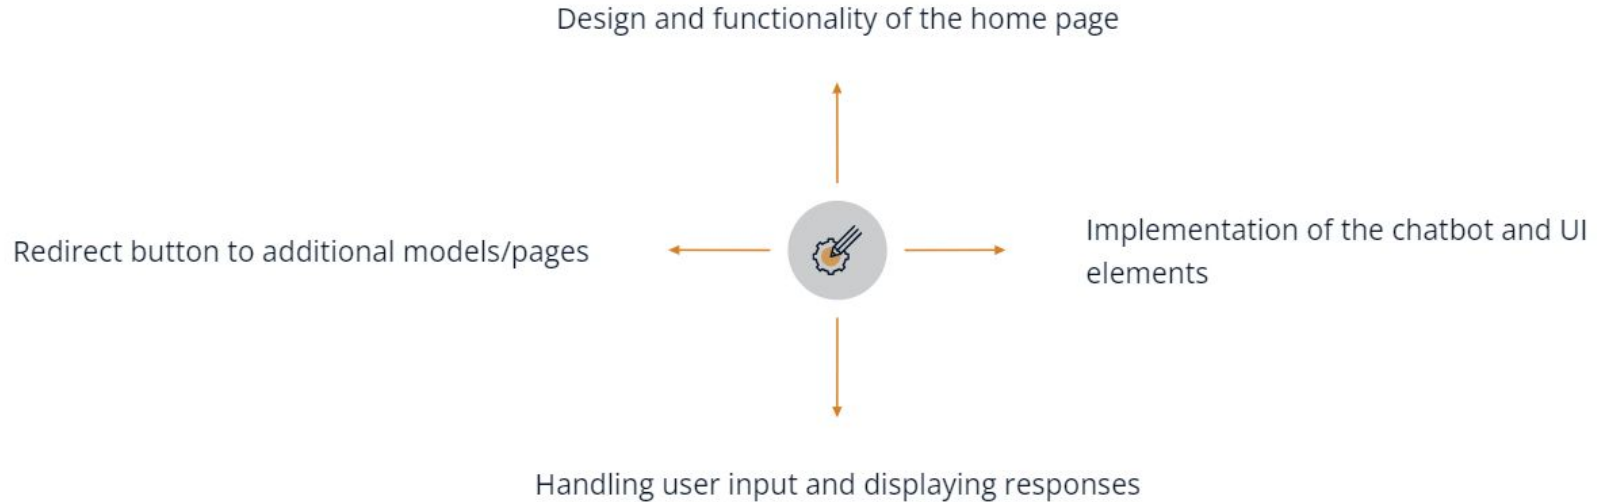 Design and functionality of the home page
Redirect button to additional models/pages
Implementation of the chatbot and UI
elements
Handling user input and displaying responses